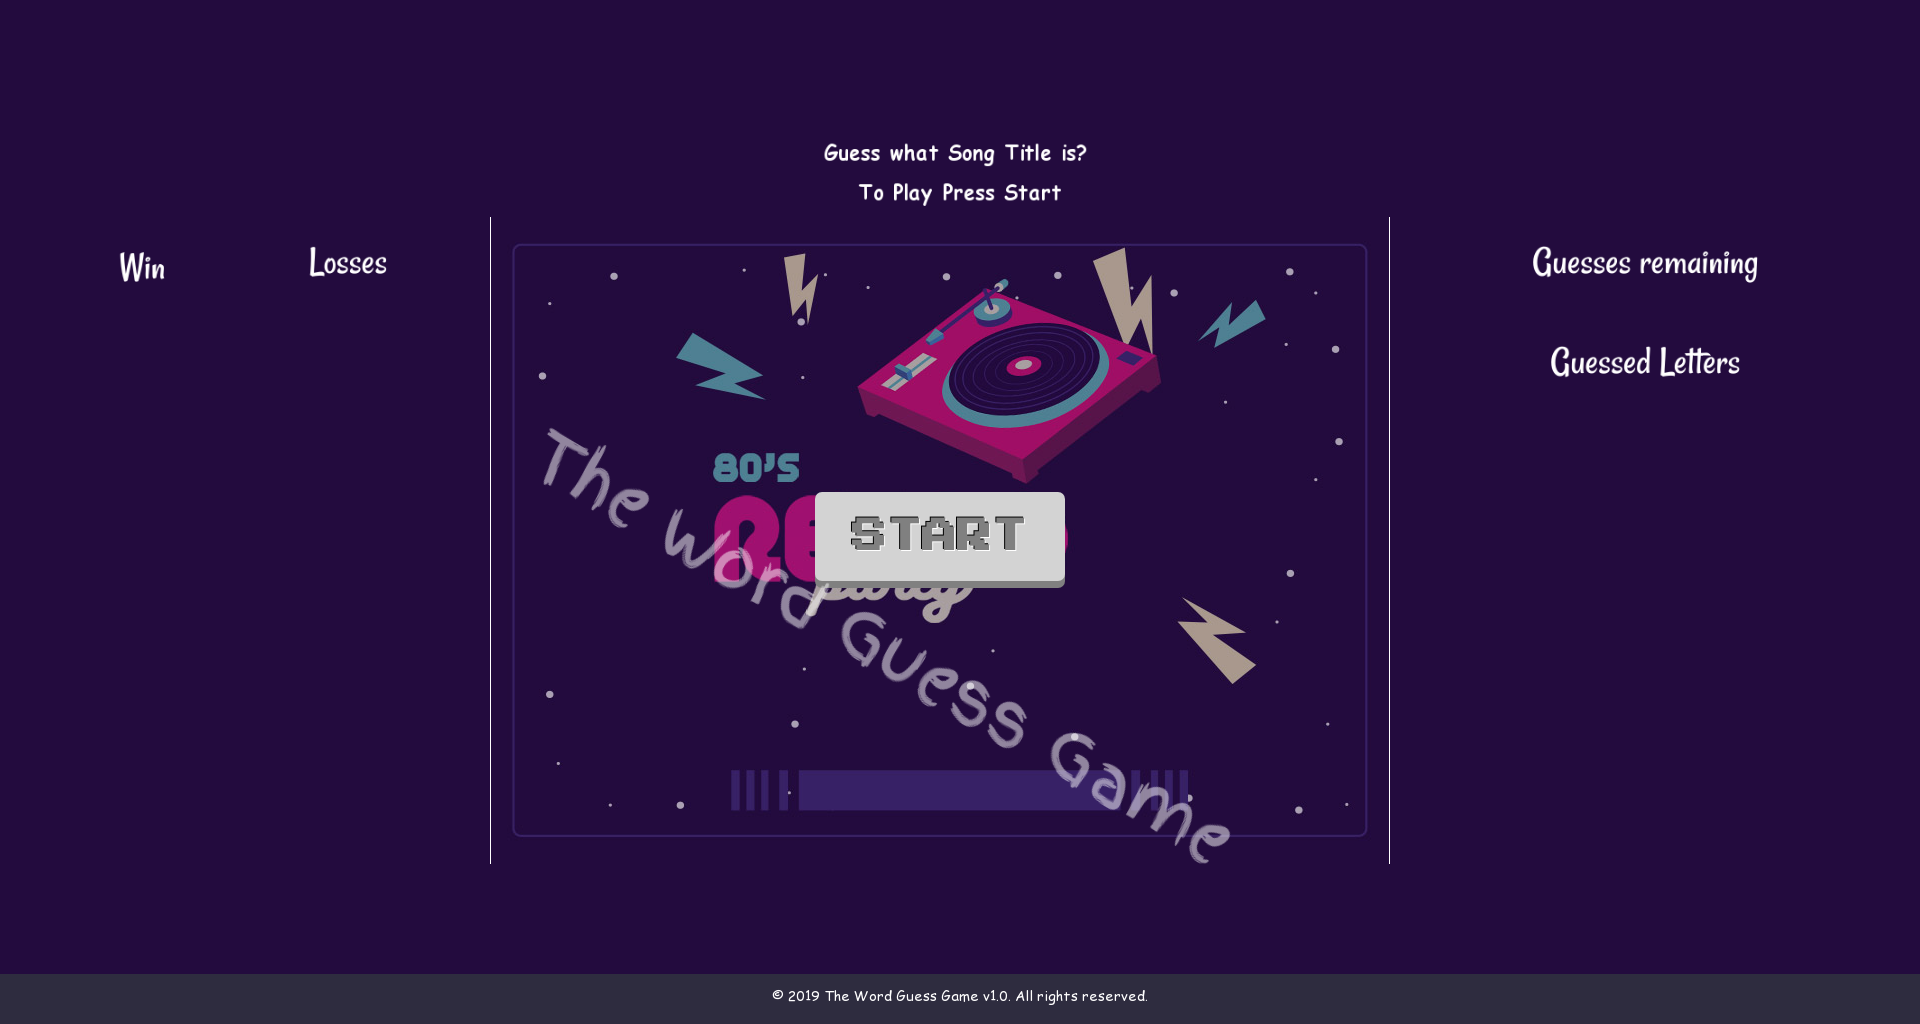 Guess what Song Title is?
To Play Press Start
Win
Losses
Guesses remaining
Guessed Letters
80'S
START
The Word Guess Game
© 2019 The Word Guess Game v1.0. All rights reserved.